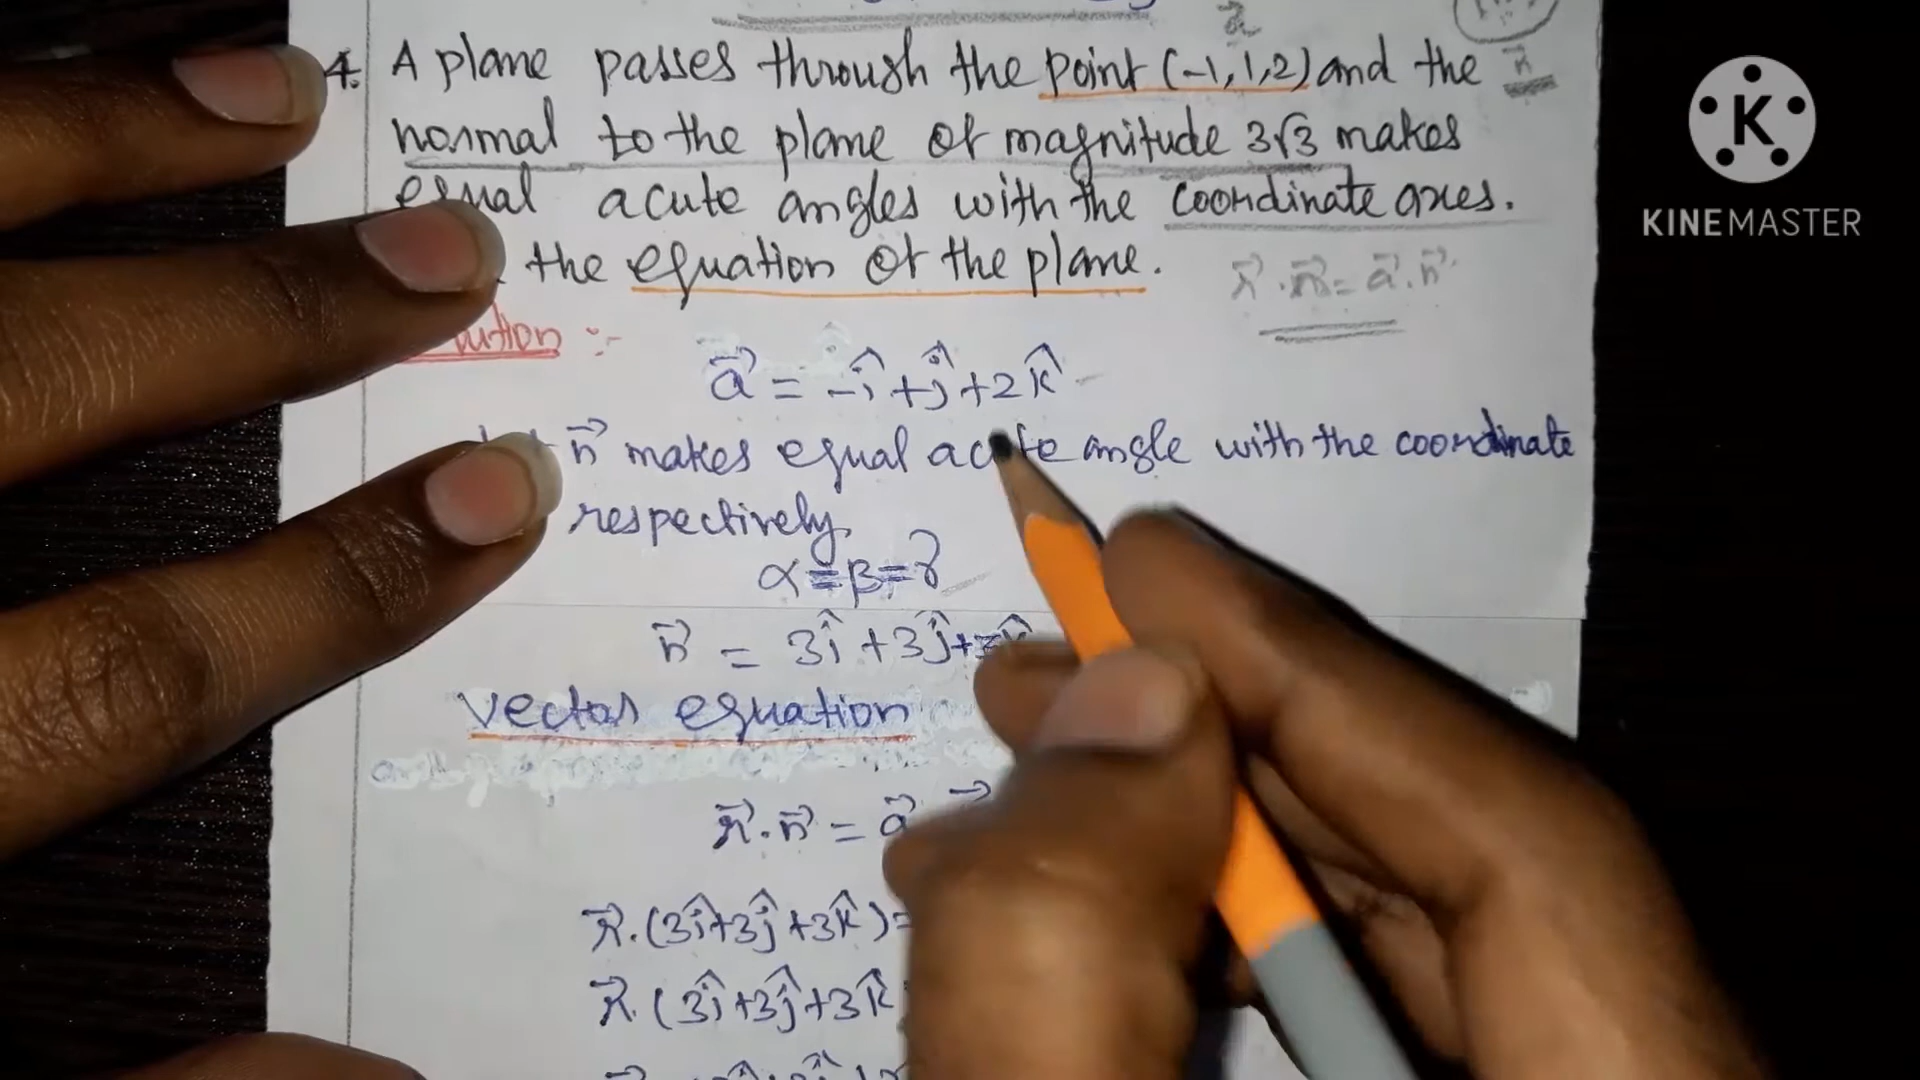 4. A plane passes through the point (-1,1,2) and the
normal to the plane of magnitude 3√3 makes
equal acute angles with the coordinate axes.
the equation of the plane.
r⃗ . n⃗ = a⃗ . n⃗
a⃗
n⃗
ution :-
a⃗ = -î + ĵ + 2k̂
n⃗ makes equal acute angle with the coordinate
respectively
α = β = γ
n⃗ = 3î + 3ĵ +
Vector equation
r⃗ . n⃗ = a⃗
r⃗ . (3î + 3ĵ + 3k̂) =
r⃗ . (3î + 3ĵ + 3k̂
K
KINEMASTER